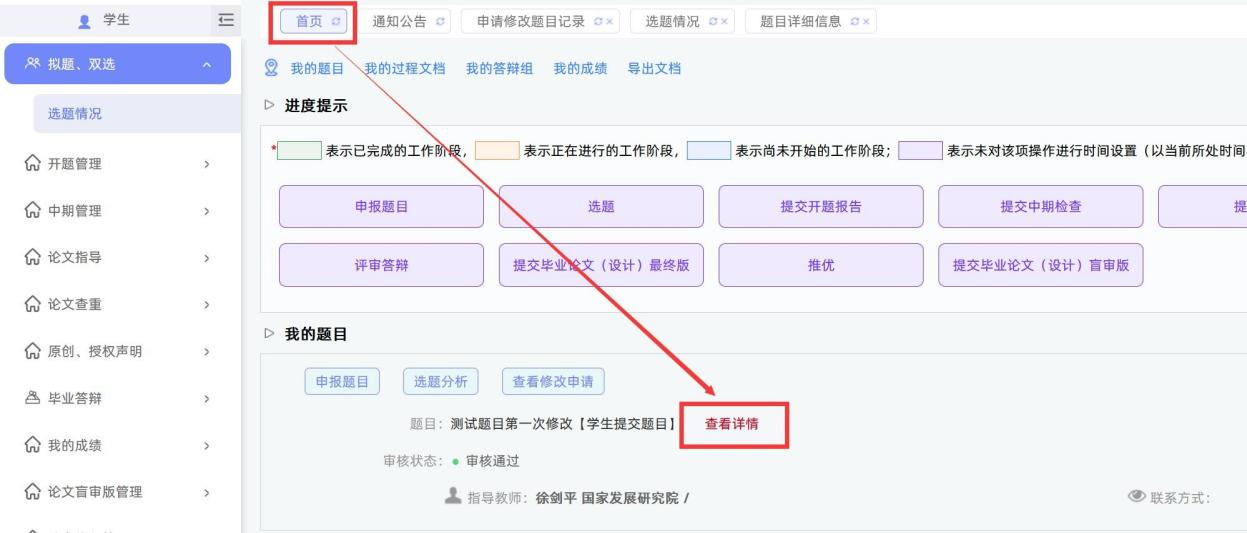 学生
拟题、双选
选题情况
开题管理
中期管理
论文指导
论文查重
原创、授权声明
毕业答辩
我的成绩
论文盲审版管理
首页 通知公告 申请修改题目记录 选题情况 题目详细信息
我的题目 我的过程文档 我的答辩组 我的成绩 导出文档
进度提示
* 表示已完成的工作阶段, 表示正在进行的工作阶段, 表示尚未开始的工作阶段; 表示未对该项操作进行时间设置（以当前所处时间
申报题目 选题 提交开题报告 提交中期检查 提
评审答辩 提交毕业论文（设计）最终版 推优 提交毕业论文（设计）盲审版
我的题目
申报题目 选题分析 查看修改申请
题目: 测试题目第一次修改【学生提交题目】 查看详情
审核状态: 审核通过
指导教师: 徐剑平 国家发展研究院 / 联系方式: